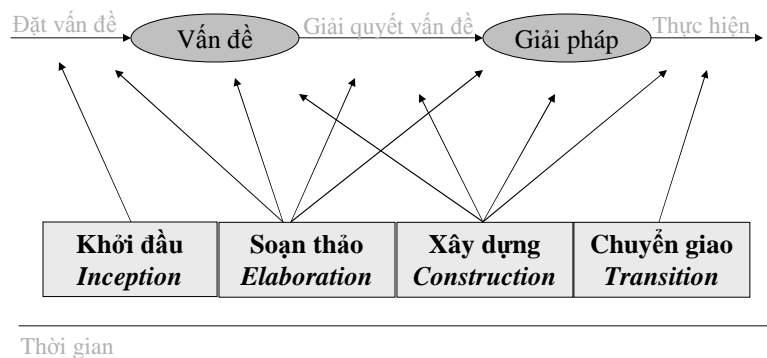 Đặt vấn đề
Vấn đề
Giải quyết vấn đề
Giải pháp
Thực hiện
Khởi đầu
Inception
Soạn thảo
Elaboration
Xây dựng
Construction
Chuyển giao
Transition
Thời gian